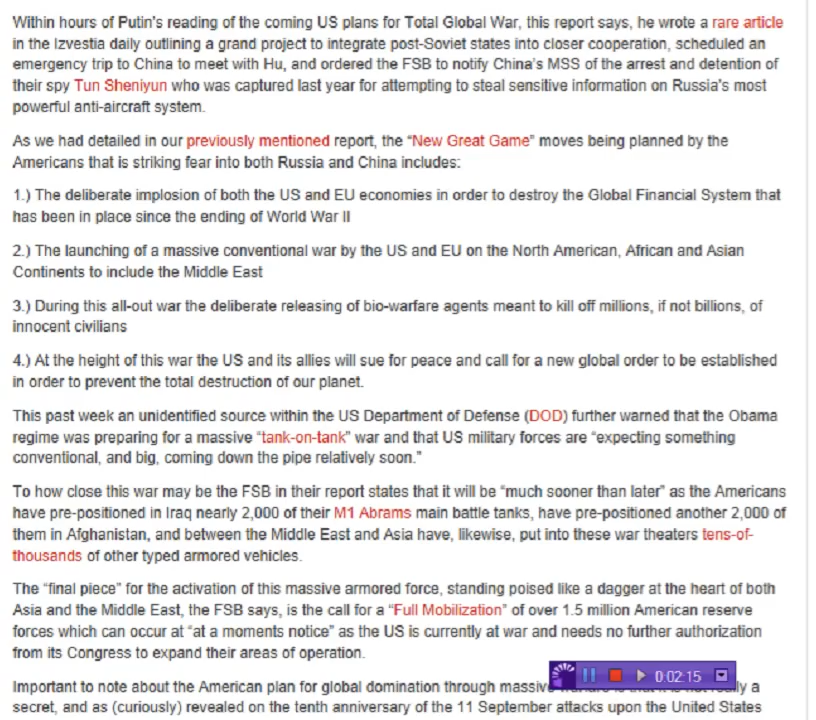 Within hours of Putin's reading of the coming US plans for Total Global War, this report says, he wrote a rare article
in the Izvestia daily outlining a grand project to integrate post-Soviet states into closer cooperation, scheduled an
emergency trip to China to meet with Hu, and ordered the FSB to notify China's MSS of the arrest and detention of
their spy Tun Sheniyun who was captured last year for attempting to steal sensitive information on Russia's most
powerful anti-aircraft system.
As we had detailed in our previously mentioned report, the "New Great Game" moves being planned by the
Americans that is striking fear into both Russia and China includes:
1.) The deliberate implosion of both the US and EU economies in order to destroy the Global Financial System that
has been in place since the ending of World War II
2.) The launching of a massive conventional war by the US and EU on the North American, African and Asian
Continents to include the Middle East
3.) During this all-out war the deliberate releasing of bio-warfare agents meant to kill off millions, if not billions, of
innocent civilians
4.) At the height of this war the US and its allies will sue for peace and call for a new global order to be established
in order to prevent the total destruction of our planet.
This past week an unidentified source within the US Department of Defense (DOD) further warned that the Obama
regime was preparing for a massive "tank-on-tank" war and that US military forces are "expecting something
conventional, and big, coming down the pipe relatively soon."
To how close this war may be the FSB in their report states that it will be "much sooner than later" as the Americans
have pre-positioned in Iraq nearly 2,000 of their M1 Abrams main battle tanks, have pre-positioned another 2,000 of
them in Afghanistan, and between the Middle East and Asia have, likewise, put into these war theaters tens-of-
thousands of other typed armored vehicles.
The "final piece" for the activation of this massive armored force, standing poised like a dagger at the heart of both
Asia and the Middle East, the FSB says, is the call for a "Full Mobilization" of over 1.5 million American reserve
forces which can occur at "at a moments notice" as the US is currently at war and needs no further authorization
from its Congress to expand their areas of operation.
0:02:15
Important to note about the American plan for global domination through massive a
secret, and as (curiously) revealed on the tenth anniversary of the 11 September attacks upon the United States